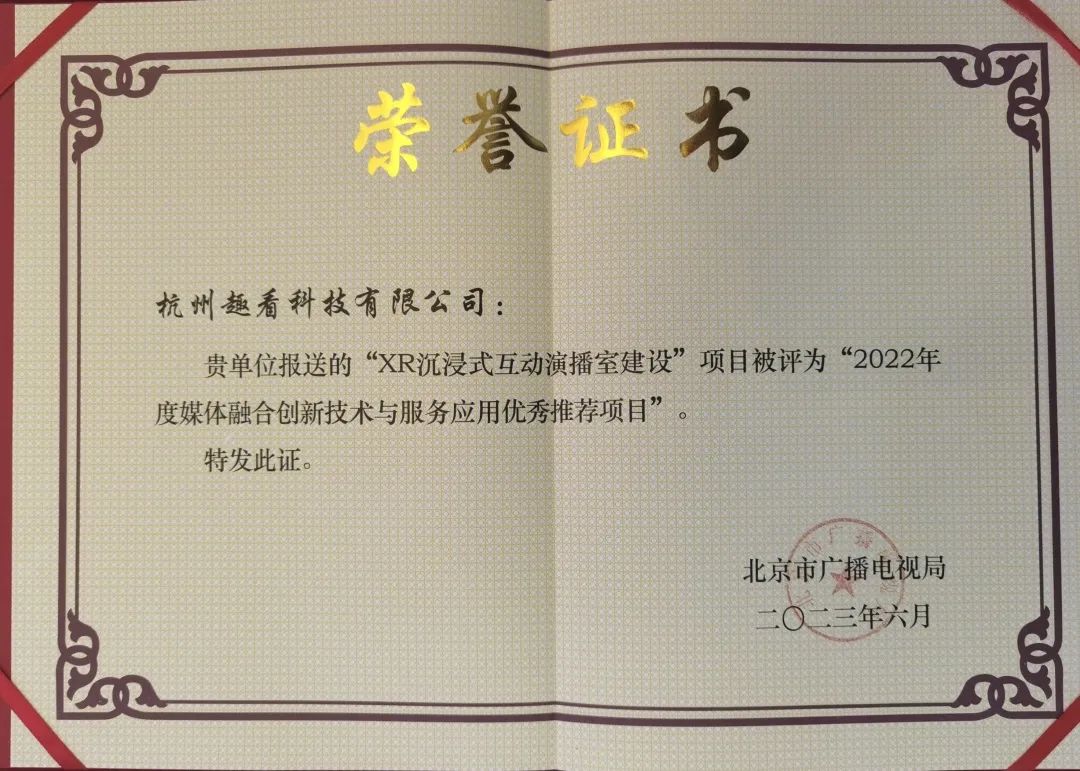 荣誉证书
杭州趣看科技有限公司：
贵单位报送的“XR沉浸式互动演播室建设”项目被评为“2022年
度媒体融合创新技术与服务应用优秀推荐项目”。
特发此证。
北京市广播电视局
二〇二三年六月